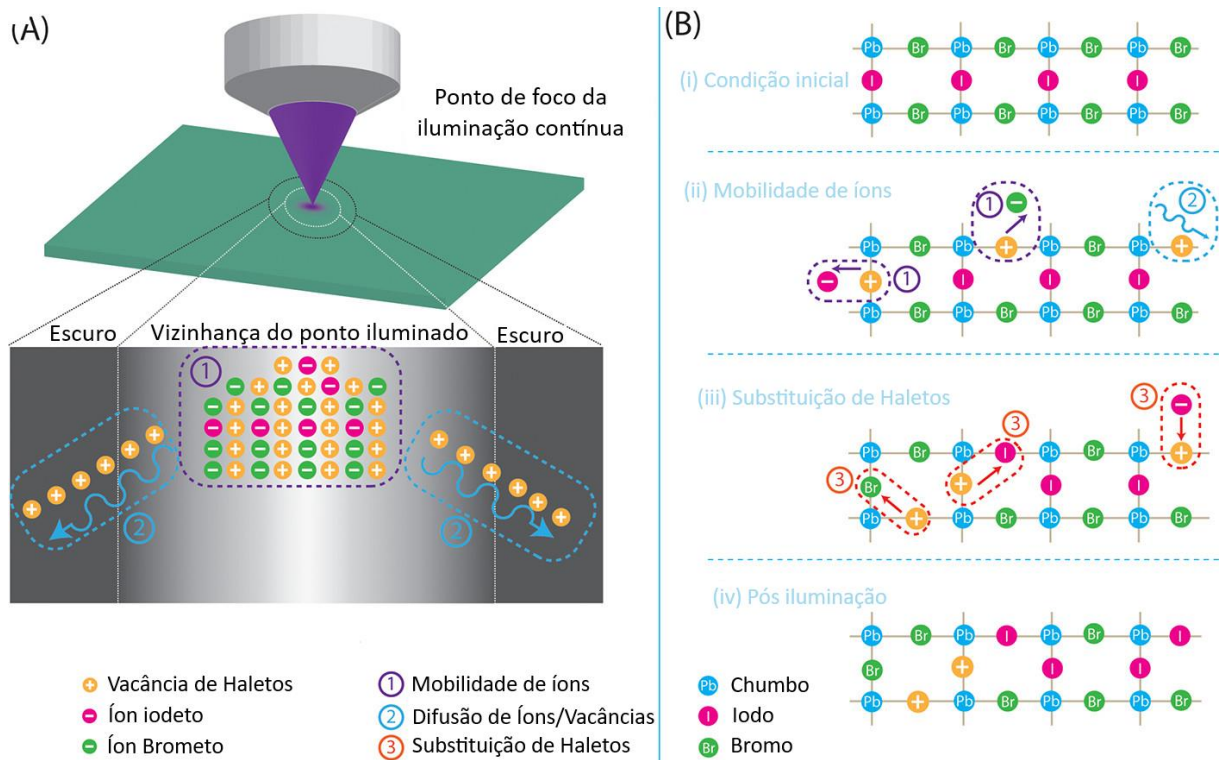 (A)
Ponto de foco da
iluminação contínua
Escuro
Vizinhança do ponto iluminado
Escuro
1
+ - +
- + - + - + +
- + - + - + - +
- + - + - + - +
- + - + - + - +
- + - + - + - +
+ + + + + +
2
+ + + + + +
2
+ Vacância de Haletos
- Íon iodeto
- Íon Brometo
1 Mobilidade de íons
2 Difusão de Íons/Vacâncias
3 Substituição de Haletos
(B)
(i) Condição inicial
Pb Br Pb Br Pb Br Pb Br
I I I I
Pb Br Pb Br Pb Br Pb Br
(ii) Mobilidade de íons
1 -
2
Pb Br Pb + Pb Br Pb +
- + 1 I I I
Pb Br Pb Br Pb Br Pb Br
(iii) Substituição de Haletos
3 -
3
Pb Br Pb I Pb Br Pb +
3 Br + I I
Pb + Pb Br Pb Br Pb Br
(iv) Pós iluminação
Pb Br Pb I Pb Br Pb I
Br + I I
Pb + Pb Br Pb Br Pb Br
Pb Chumbo
I Iodo
Br Bromo